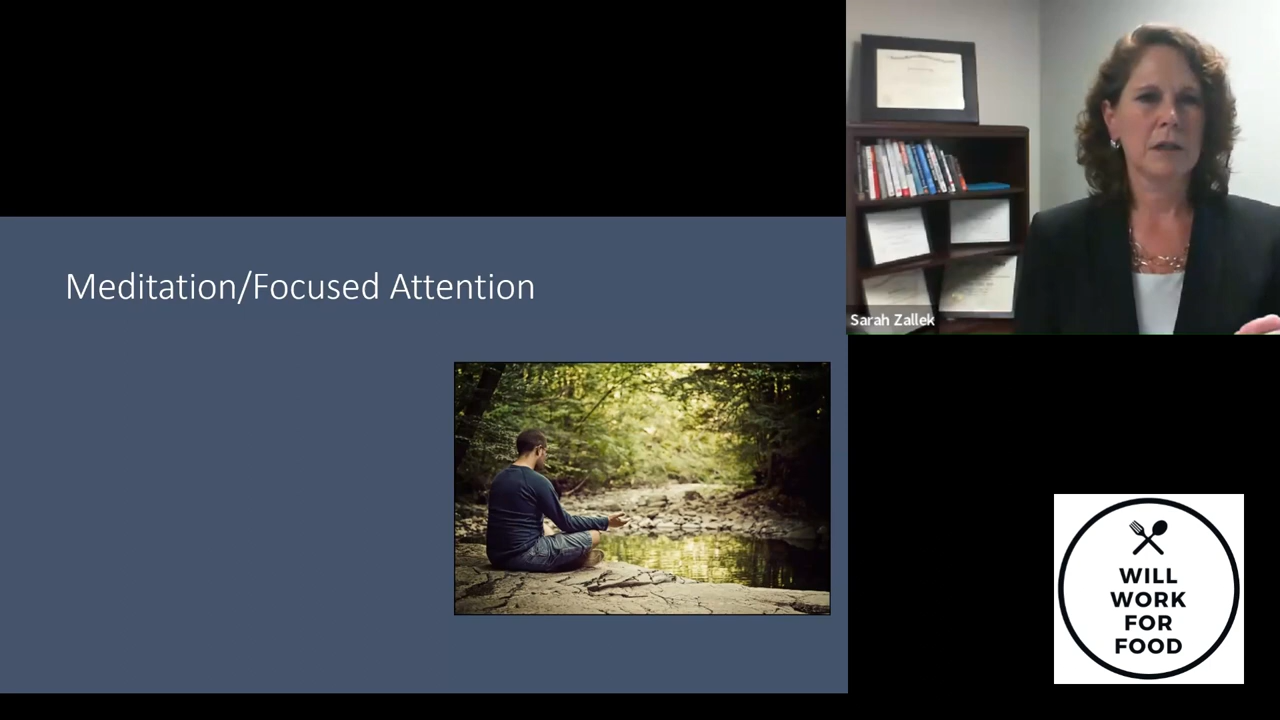 Meditation/Focused Attention
Sarah Zallek
WILL
WORK
FOR
FOOD